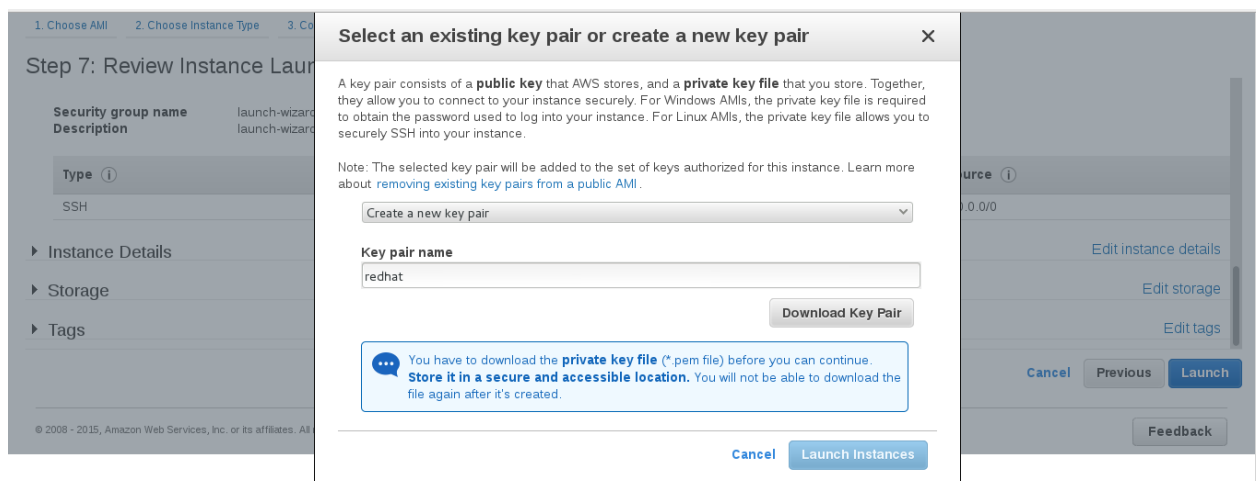 1. Choose AMI 2. Choose Instance Type 3. Co
Step 7: Review Instance Laun
Security group name launch-wizard
Description launch-wizard
Type i
urce i
SSH
0.0.0/0
Instance Details
Edit instance details
Storage
Edit storage
Tags
Edit tags
Cancel Previous Launch
© 2008 - 2015, Amazon Web Services, Inc. or its affiliates. All
Feedback
Select an existing key pair or create a new key pair ×
A key pair consists of a public key that AWS stores, and a private key file that you store. Together,
they allow you to connect to your instance securely. For Windows AMIs, the private key file is required
to obtain the password used to log into your instance. For Linux AMIs, the private key file allows you to
securely SSH into your instance.
Note: The selected key pair will be added to the set of keys authorized for this instance. Learn more
about removing existing key pairs from a public AMI.
Create a new key pair
Key pair name
redhat
Download Key Pair
You have to download the private key file (*.pem file) before you can continue.
Store it in a secure and accessible location. You will not be able to download the
file again after it's created.
Cancel Launch Instances